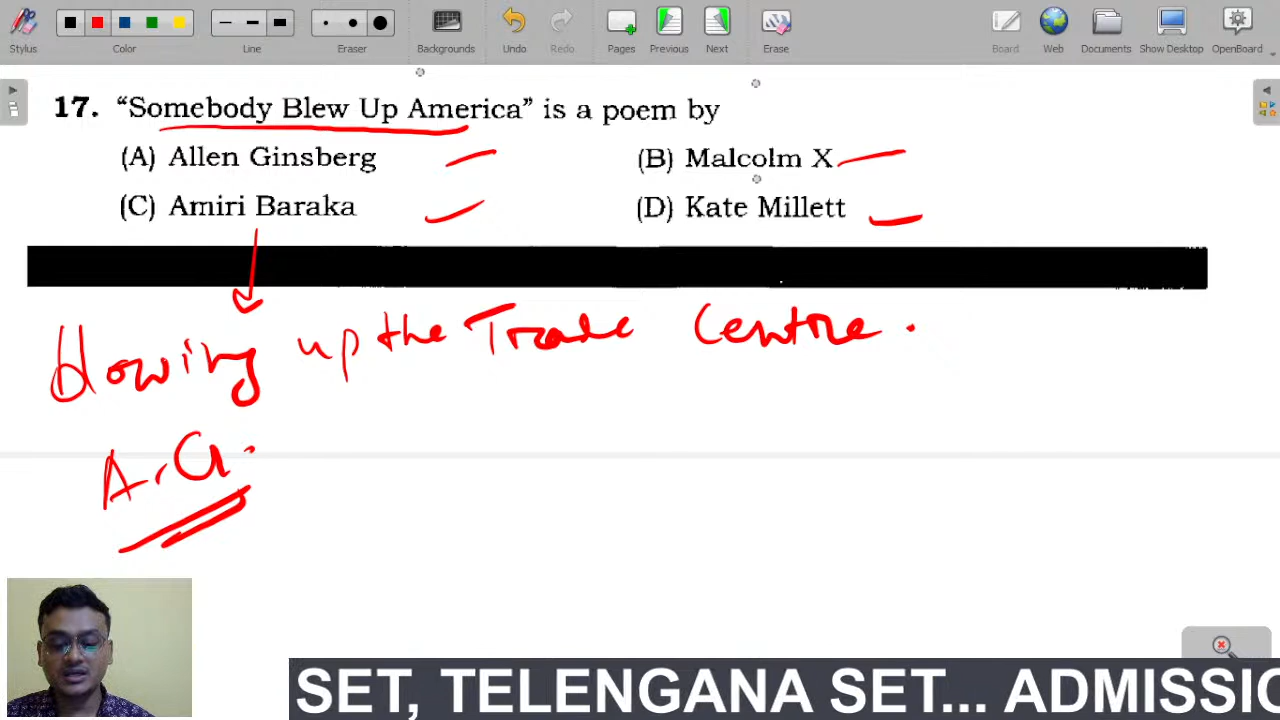 Stylus Color Line Eraser Backgrounds Undo Redo Pages Previous Next Erase Board Web Documents Show Desktop OpenBoard
17. “Somebody Blew Up America” is a poem by
(A) Allen Ginsberg (B) Malcolm X
(C) Amiri Baraka (D) Kate Millett
blowing up the Trade Centre.
SET, TELENGANA SET... ADMISSIO